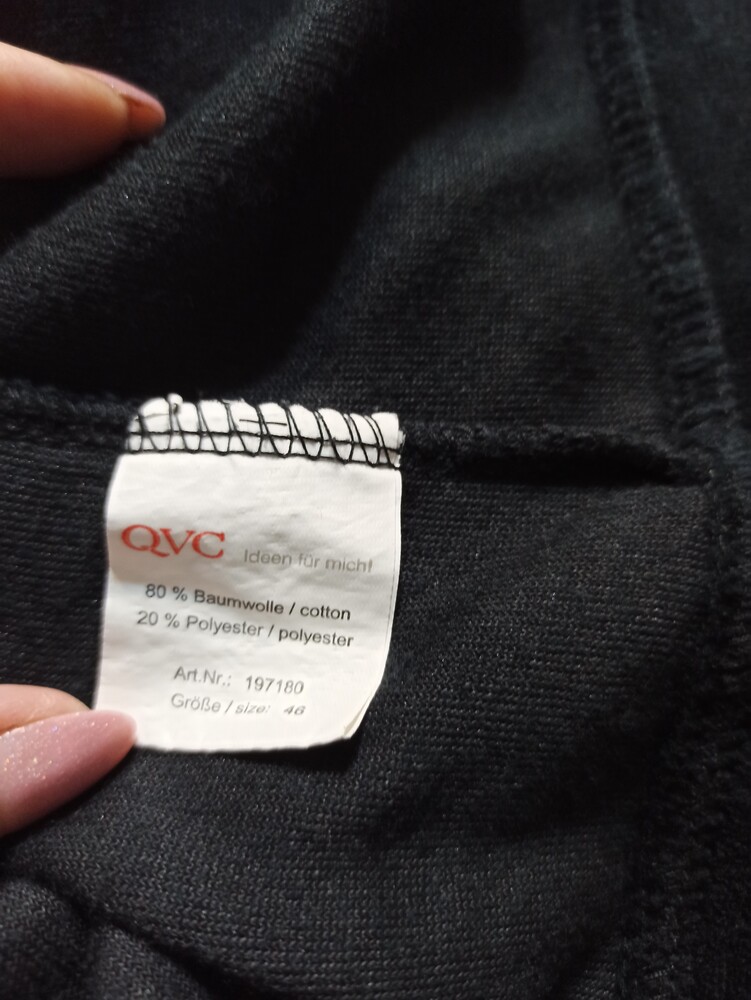 QVC Ideen für mich!
80 % Baumwolle / cotton
20 % Polyester / polyester
Art.Nr.: 197180
Größe / size: 46